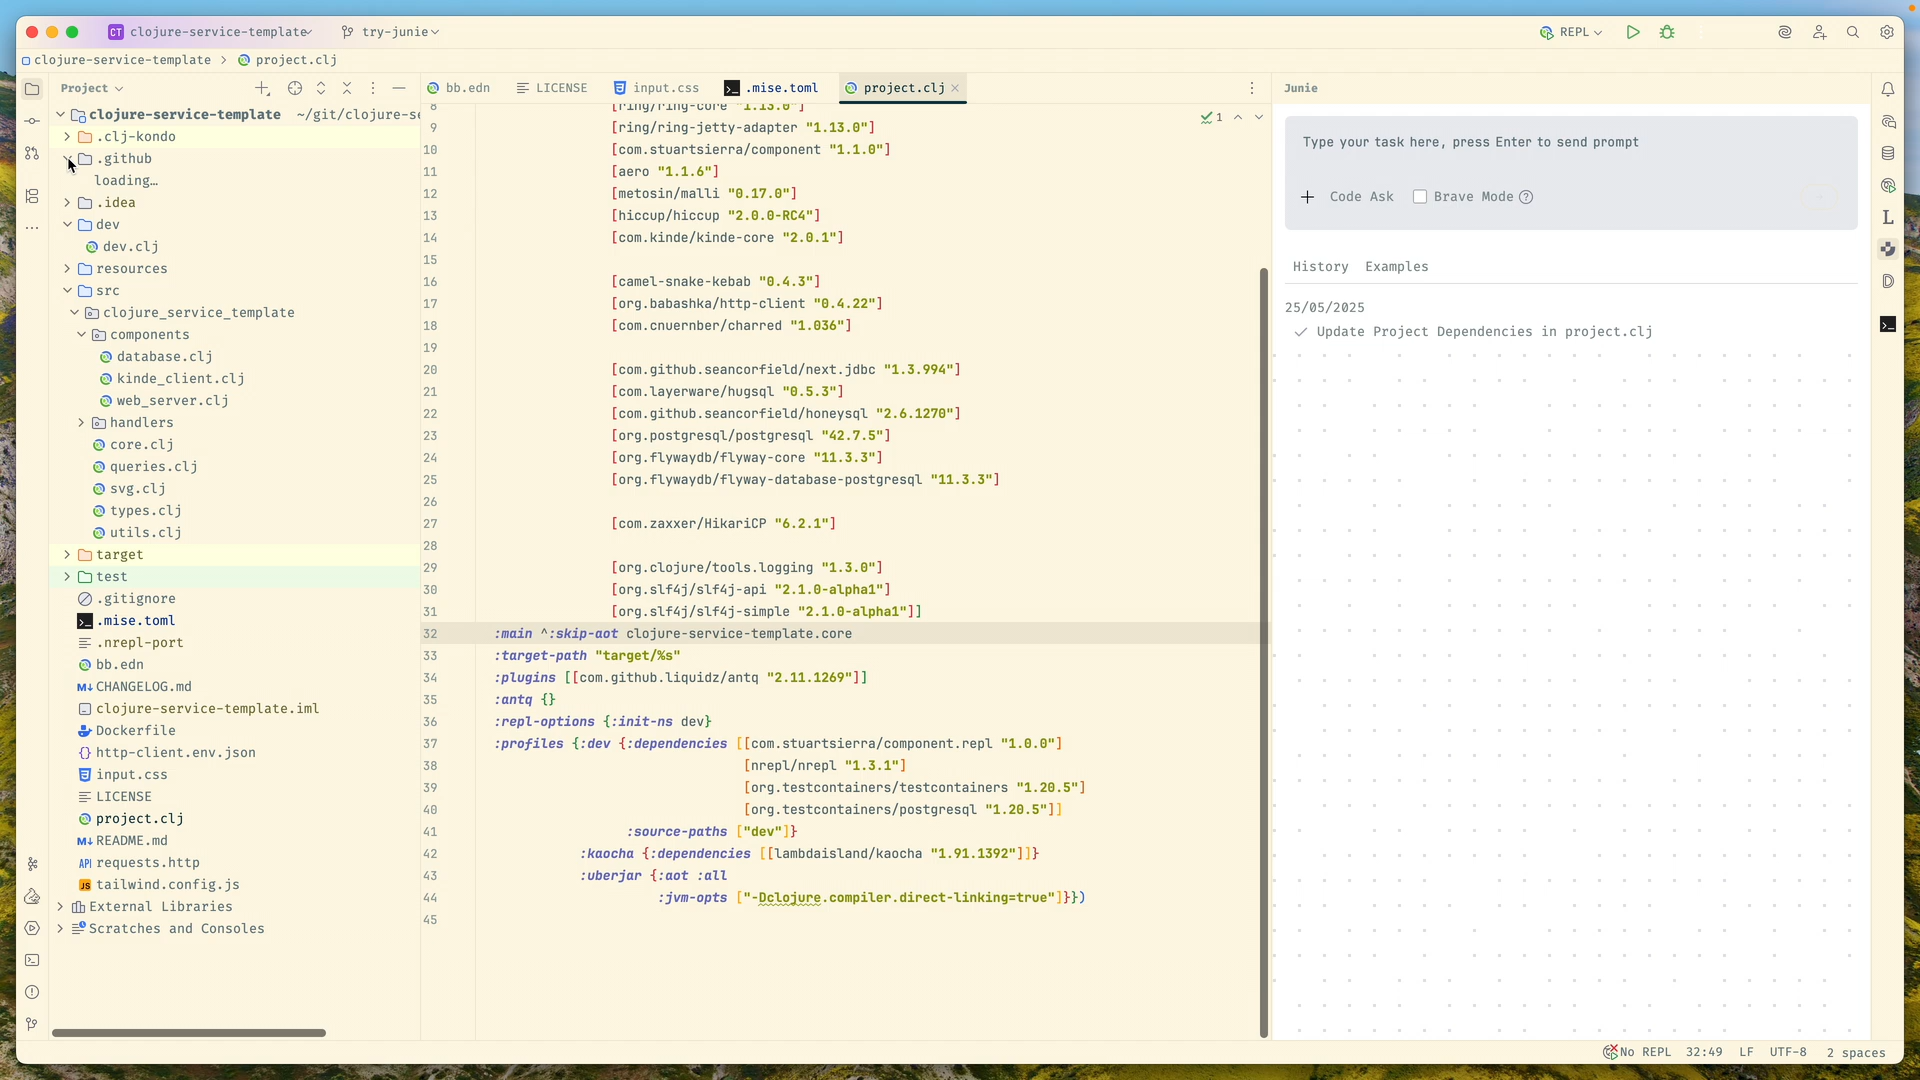 CT clojure-service-template
try-junie
REPL
clojure-service-template
project.clj
Project
bb.edn
LICENSE
input.css
.mise.toml
project.clj
Junie
clojure-service-template ~/git/clojure-se
.clj-kondo
.github
loading…
.idea
dev
dev.clj
resources
src
clojure_service_template
components
database.clj
kinde_client.clj
web_server.clj
handlers
core.clj
queries.clj
svg.clj
types.clj
utils.clj
target
test
.gitignore
.mise.toml
.nrepl-port
bb.edn
M↓ CHANGELOG.md
clojure-service-template.iml
Dockerfile
{} http-client.env.json
input.css
LICENSE
project.clj
M↓ README.md
API requests.http
JS tailwind.config.js
External Libraries
Scratches and Consoles
8 [ring/ring-core "1.13.0"]
9 [ring/ring-jetty-adapter "1.13.0"]
10 [com.stuartsierra/component "1.1.0"]
11 [aero "1.1.6"]
12 [metosin/malli "0.17.0"]
13 [hiccup/hiccup "2.0.0-RC4"]
14 [com.kinde/kinde-core "2.0.1"]
15
16 [camel-snake-kebab "0.4.3"]
17 [org.babashka/http-client "0.4.22"]
18 [com.cnuernber/charred "1.036"]
19
20 [com.github.seancorfield/next.jdbc "1.3.994"]
21 [com.layerware/hugsql "0.5.3"]
22 [com.github.seancorfield/honeysql "2.6.1270"]
23 [org.postgresql/postgresql "42.7.5"]
24 [org.flywaydb/flyway-core "11.3.3"]
25 [org.flywaydb/flyway-database-postgresql "11.3.3"]
26
27 [com.zaxxer/HikariCP "6.2.1"]
28
29 [org.clojure/tools.logging "1.3.0"]
30 [org.slf4j/slf4j-api "2.1.0-alpha1"]
31 [org.slf4j/slf4j-simple "2.1.0-alpha1"]]
32 :main ^:skip-aot clojure-service-template.core
33 :target-path "target/%s"
34 :plugins [[com.github.liquidz/antq "2.11.1269"]]
35 :antq {}
36 :repl-options {:init-ns dev}
37 :profiles {:dev {:dependencies [[com.stuartsierra/component.repl "1.0.0"]
38 [nrepl/nrepl "1.3.1"]
39 [org.testcontainers/testcontainers "1.20.5"]
40 [org.testcontainers/postgresql "1.20.5"]]
41 :source-paths ["dev"]}
42 :kaocha {:dependencies [[lambdaisland/kaocha "1.91.1392"]]}
43 :uberjar {:aot :all
44 :jvm-opts ["-Dclojure.compiler.direct-linking=true"]}})
45
1
Type your task here, press Enter to send prompt
Code Ask
Brave Mode ?
History Examples
25/05/2025
Update Project Dependencies in project.clj
L
D
No REPL 32:49 LF UTF-8 2 spaces